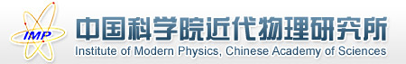 IMP
中国科学院近代物理研究所
Institute of Modern Physics, Chinese Academy of Sciences